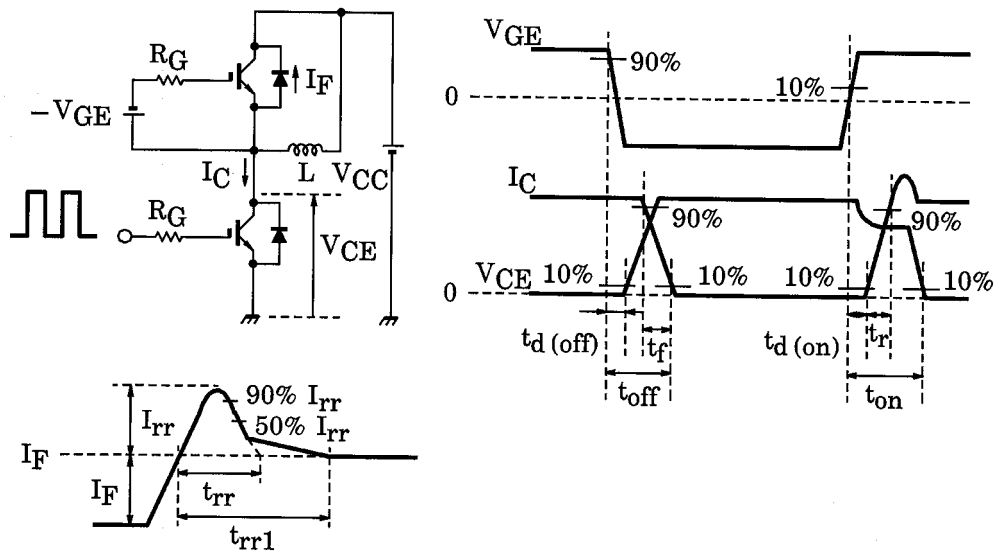 R_G
I_F
−V_GE
I_C
L
V_CC
R_G
V_CE
V_GE
90%
10%
0
I_C
90%
90%
V_CE
10%
10%
10%
10%
0
t_d (off)
t_f
t_d (on)
t_r
t_off
t_on
I_rr
90% I_rr
50% I_rr
I_F
I_F
t_rr
t_rr1